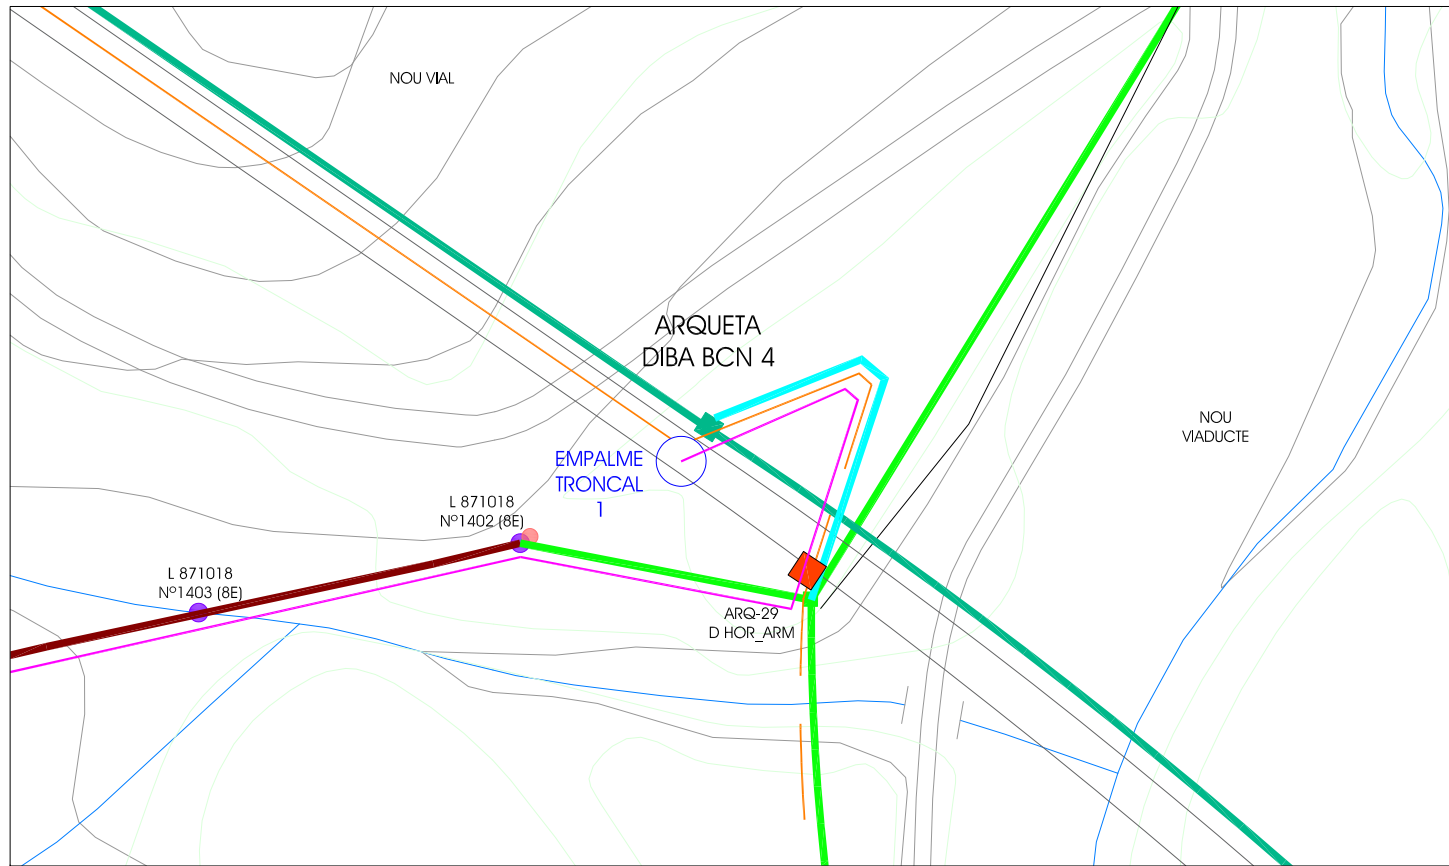 NOU VIAL
ARQUETA
DIBA BCN 4
NOU
VIADUCTE
EMPALME
TRONCAL
1
L 871018
Nº1402 (8E)
L 871018
Nº1403 (8E)
ARQ-29
D HOR_ARM